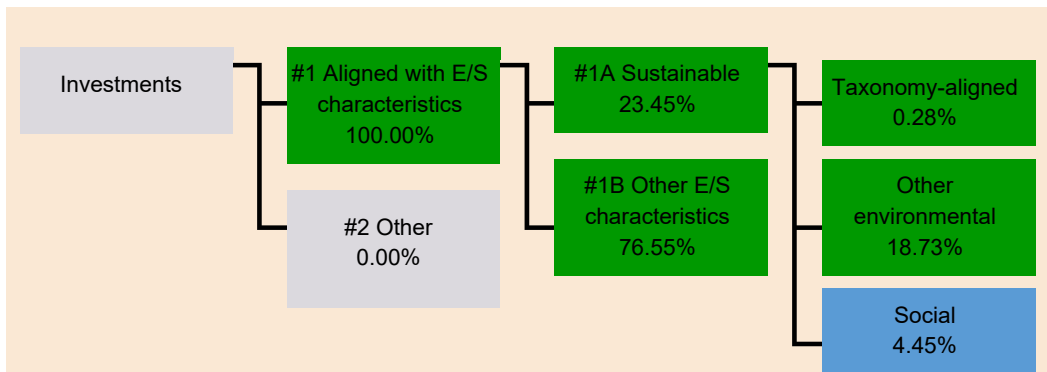 Investments
#1 Aligned with E/S
characteristics
100.00%
#2 Other
0.00%
#1A Sustainable
23.45%
#1B Other E/S
characteristics
76.55%
Taxonomy-aligned
0.28%
Other
environmental
18.73%
Social
4.45%